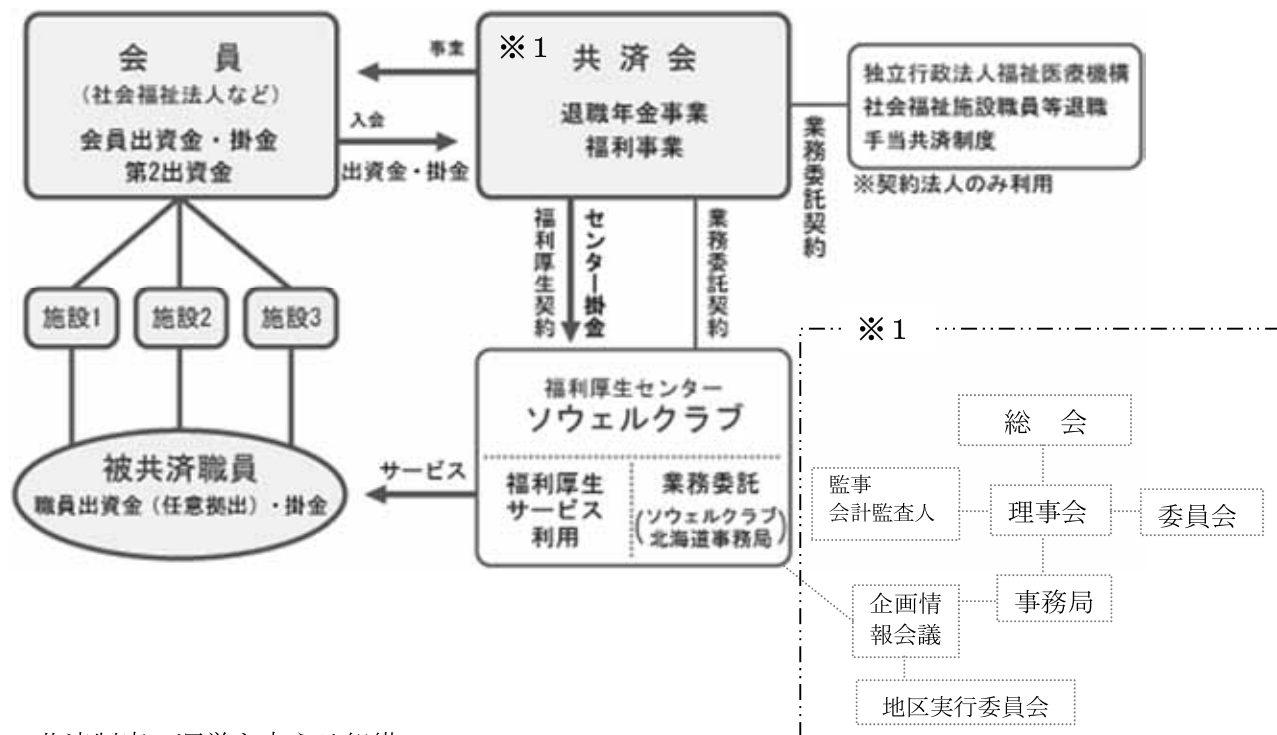 会　員
(社会福祉法人など)
会員出資金・掛金
第2出資金
事業
入会
出資金・掛金
※1
共済会
退職年金事業
福利事業
業務委託契約
独立行政法人福祉医療機構
社会福祉施設職員等退職
手当共済制度
※契約法人のみ利用
施設1
施設2
施設3
被共済職員
職員出資金(任意拠出)・掛金
福利厚生契約
センター掛金
業務委託契約
福利厚生センター
ソウェルクラブ
福利厚生
サービス
利用
業務委託
(ソウェルクラブ
北海道事務局)
サービス
※1
総　会
監事
会計監査人
理事会
委員会
事務局
企画情
報会議
地区実行委員会